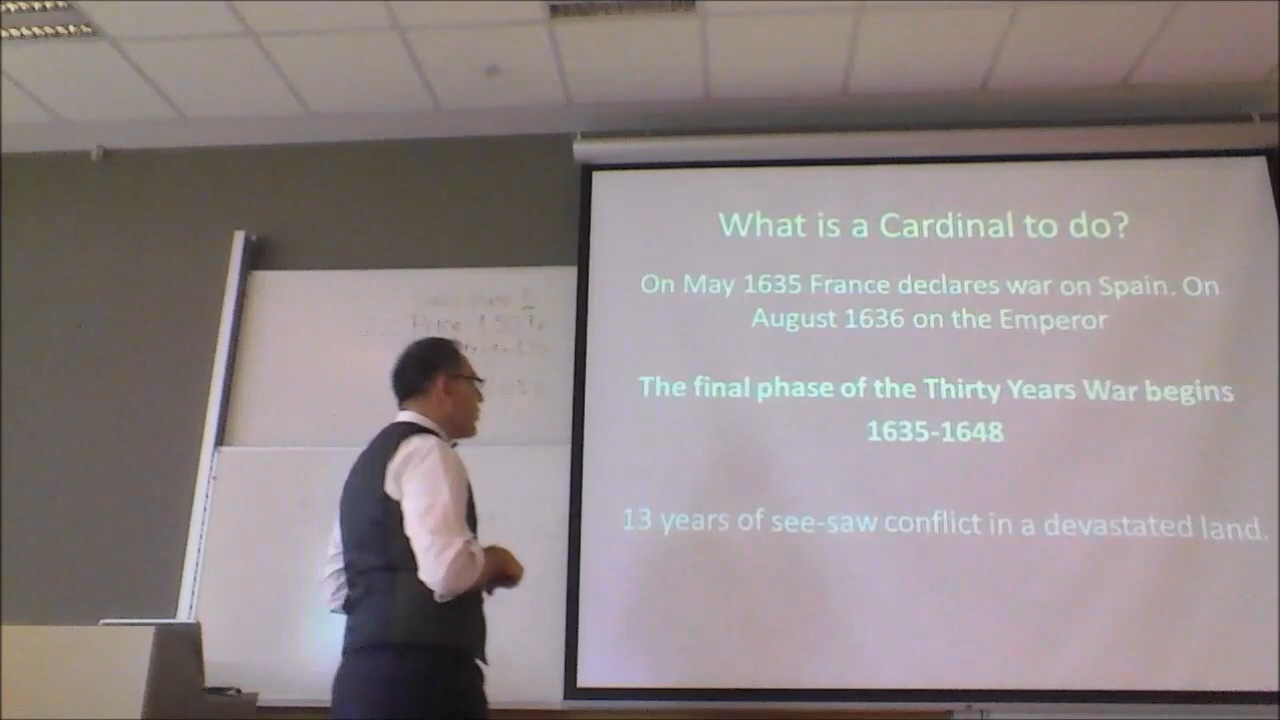 What is a Cardinal to do?
On May 1635 France declares war on Spain. On
August 1636 on the Emperor
The final phase of the Thirty Years War begins
1635-1648
13 years of see-saw conflict in a devastated land.
Price